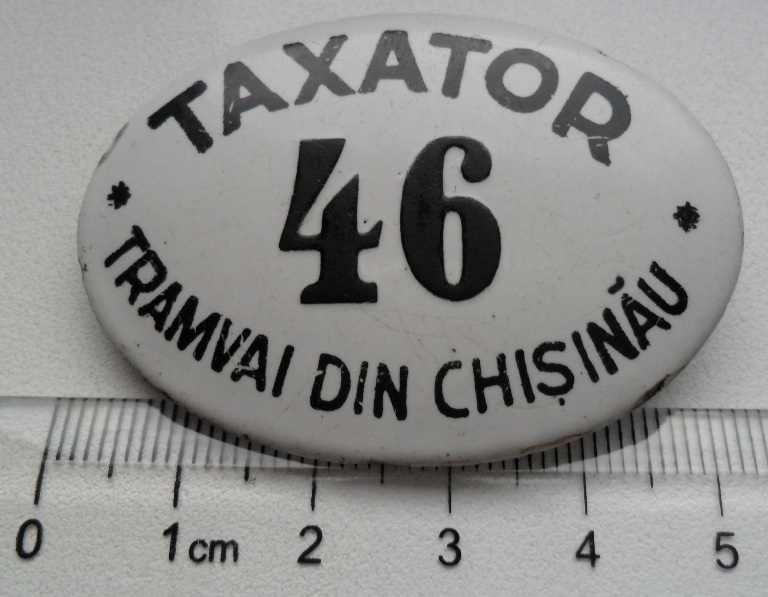 TAXATOR
46
* TRAMVAI DIN CHIȘINĂU *
0 1cm 2 3 4 5